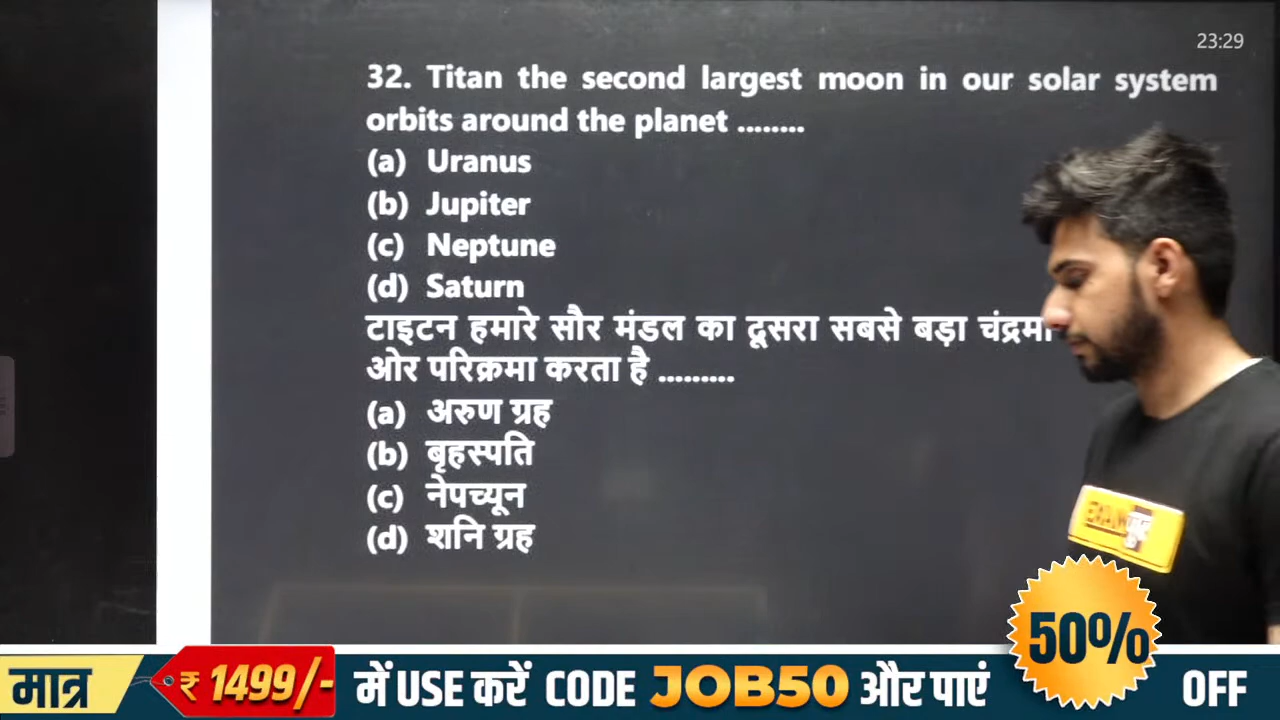 23:29
32. Titan the second largest moon in our solar system
orbits around the planet ........
(a) Uranus
(b) Jupiter
(c) Neptune
(d) Saturn
टाइटन हमारे सौर मंडल का दूसरा सबसे बड़ा चंद्रमा
ओर परिक्रमा करता है .........
(a) अरुण ग्रह
(b) बृहस्पति
(c) नेपच्यून
(d) शनि ग्रह
50%
मात्र ₹ 1499/- में USE करें CODE JOB50 और पाएं OFF